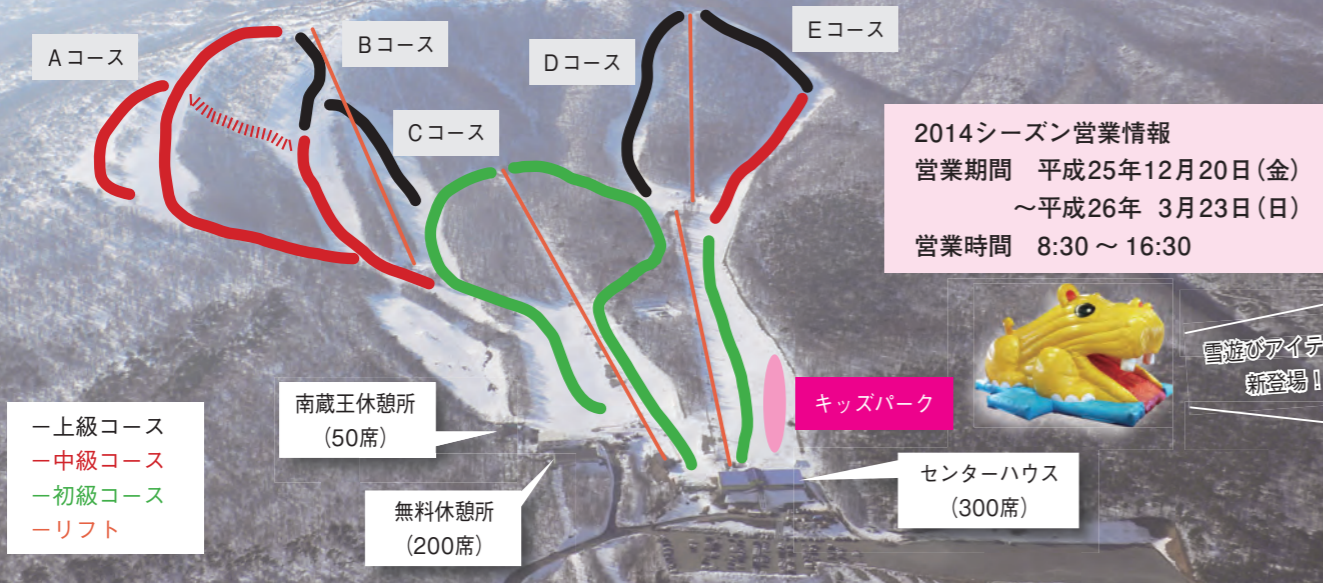 Aコース
Bコース
Cコース
Dコース
Eコース
2014シーズン営業情報
営業期間　平成25年12月20日(金)
～平成26年 3月23日(日)
営業時間　8:30 ～ 16:30
雪遊びアイテ
新登場！
キッズパーク
南蔵王休憩所
(50席)
無料休憩所
(200席)
センターハウス
(300席)
ー上級コース
ー中級コース
ー初級コース
ーリフト